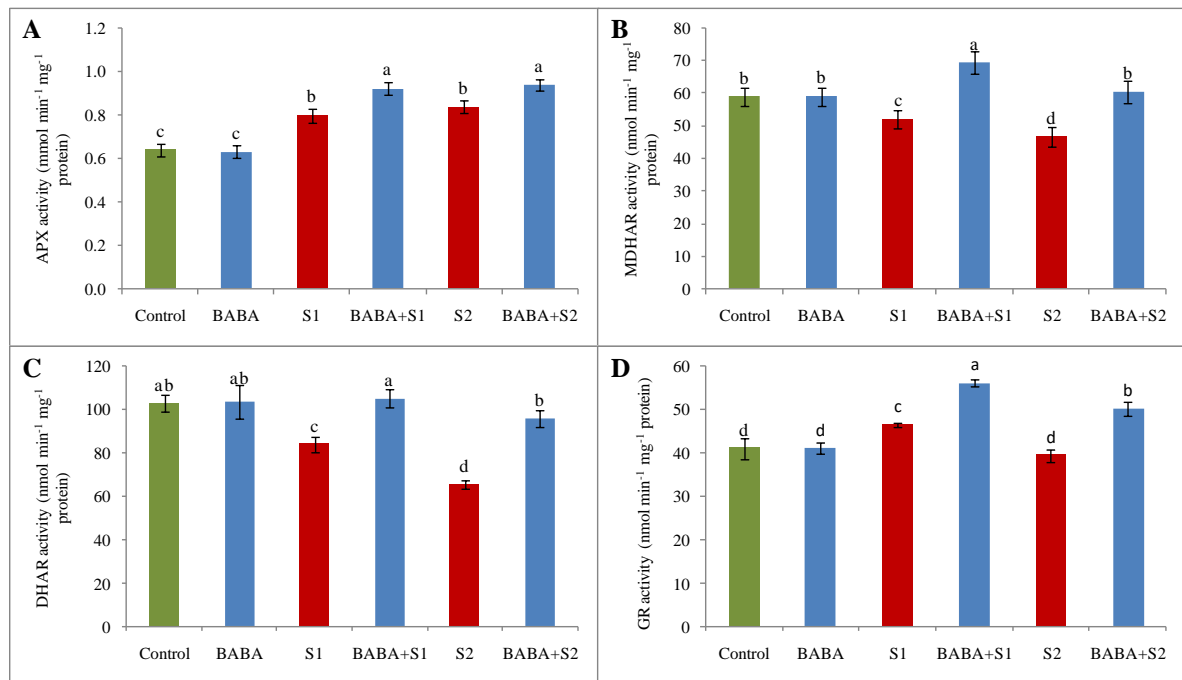 A
APX activity (nmol min-1 mg-1
protein)
1.2
1.0
0.8
0.6
0.4
0.2
0.0
c
c
b
a
b
a
Control BABA S1 BABA+S1 S2 BABA+S2
B
MDHAR activity (nmol min-1 mg-1
protein)
80
70
60
50
40
30
20
10
0
b
b
c
a
d
b
Control BABA S1 BABA+S1 S2 BABA+S2
C
DHAR activity (nmol min-1 mg-1
protein)
120
100
80
60
40
20
0
ab
ab
c
a
d
b
Control BABA S1 BABA+S1 S2 BABA+S2
D
GR activity (nmol min-1 mg-1 protein)
60
50
40
30
20
10
0
d
d
c
a
d
b
Control BABA S1 BABA+S1 S2 BABA+S2